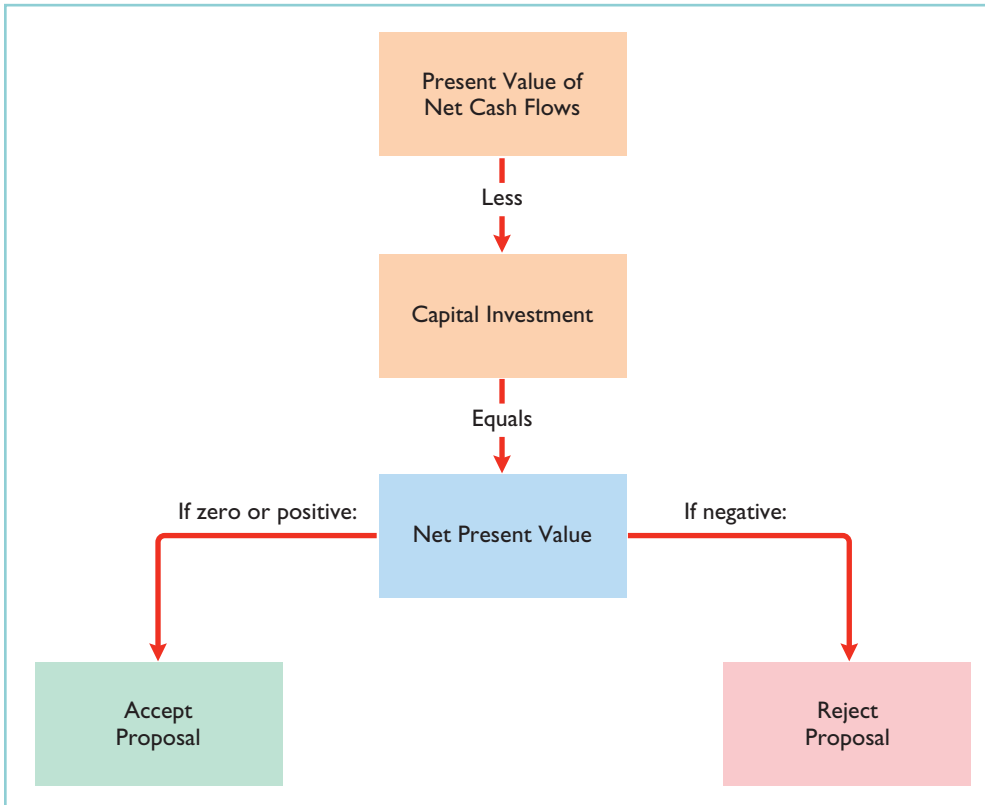 Present Value of
Net Cash Flows
Less
Capital Investment
Equals
If zero or positive:
Net Present Value
If negative:
Accept
Proposal
Reject
Proposal